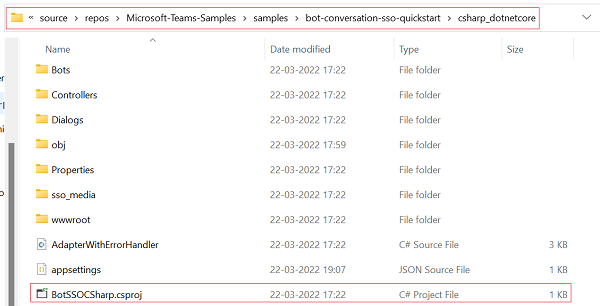 « source > repos > Microsoft-Teams-Samples > samples > bot-conversation-sso-quickstart > csharp_dotnetcore
Name Date modified Type Size
Bots 22-03-2022 17:22 File folder
Controllers 22-03-2022 17:22 File folder
Dialogs 22-03-2022 17:22 File folder
obj 22-03-2022 17:59 File folder
Properties 22-03-2022 17:22 File folder
sso_media 22-03-2022 17:22 File folder
wwwroot 22-03-2022 17:22 File folder
AdapterWithErrorHandler 22-03-2022 17:22 C# Source File 3 KB
appsettings 22-03-2022 19:07 JSON Source File 1 KB
BotSSOCSharp.csproj 22-03-2022 17:22 C# Project File 1 KB